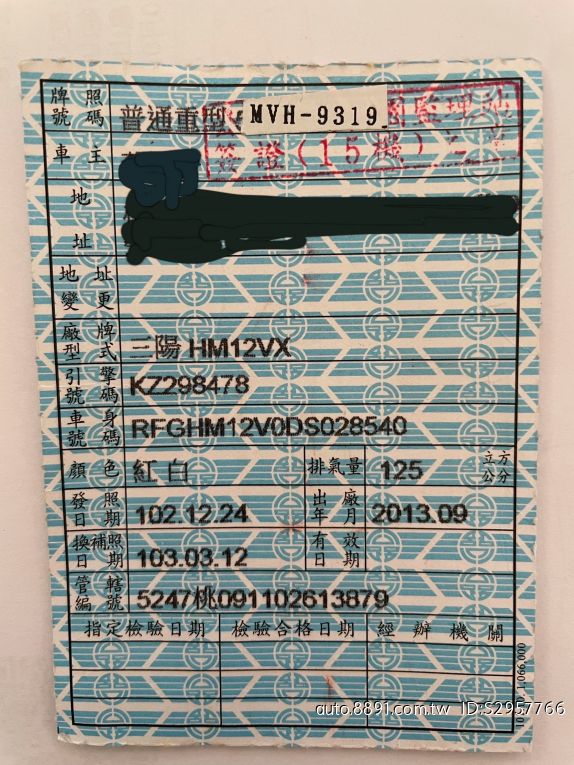 牌照號碼 普通重型 MVH-9319
監理站
簽證(15機)
車主
地址
地址變更
廠牌型式 三陽 HM12VX
引擎號碼 KZ298478
車身號碼 RFGHM12V0DS028540
顏色 紅白 排氣量 125 立方公分
發照日期 102.12.24 出廠年月 2013.09
換補照日期 103.03.12 有效日期
管轄編號 5247桃091102613879
指定檢驗日期 檢驗合格日期 經辦機關
auto.8891.com.tw ID:S2957766